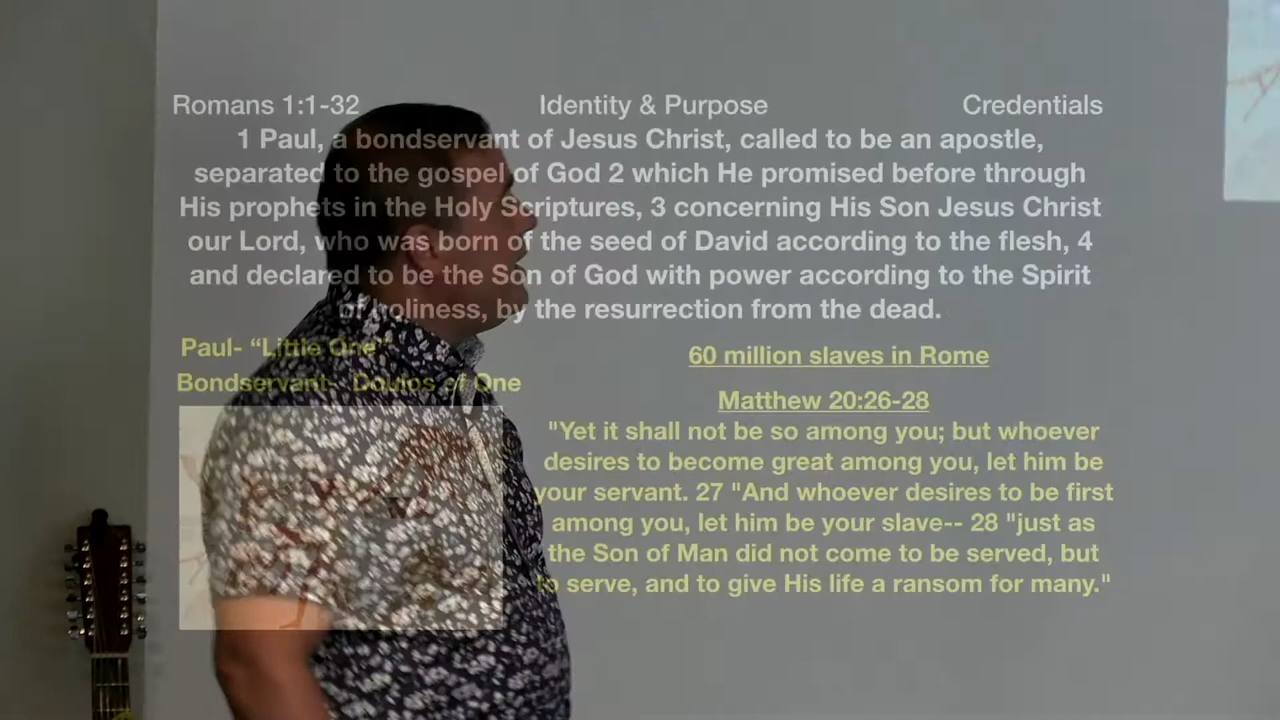 Romans 1:1-32 Identity & Purpose Credentials
1 Paul, a bondservant of Jesus Christ, called to be an apostle,
separated to the gospel of God 2 which He promised before through
His prophets in the Holy Scriptures, 3 concerning His Son Jesus Christ
our Lord, who was born of the seed of David according to the flesh, 4
and declared to be the Son of God with power according to the Spirit
of holiness, by the resurrection from the dead.
Paul- “Little One”
Bondservant- Doulos of One
60 million slaves in Rome
Matthew 20:26-28
"Yet it shall not be so among you; but whoever
desires to become great among you, let him be
your servant. 27 "And whoever desires to be first
among you, let him be your slave-- 28 "just as
the Son of Man did not come to be served, but
to serve, and to give His life a ransom for many."